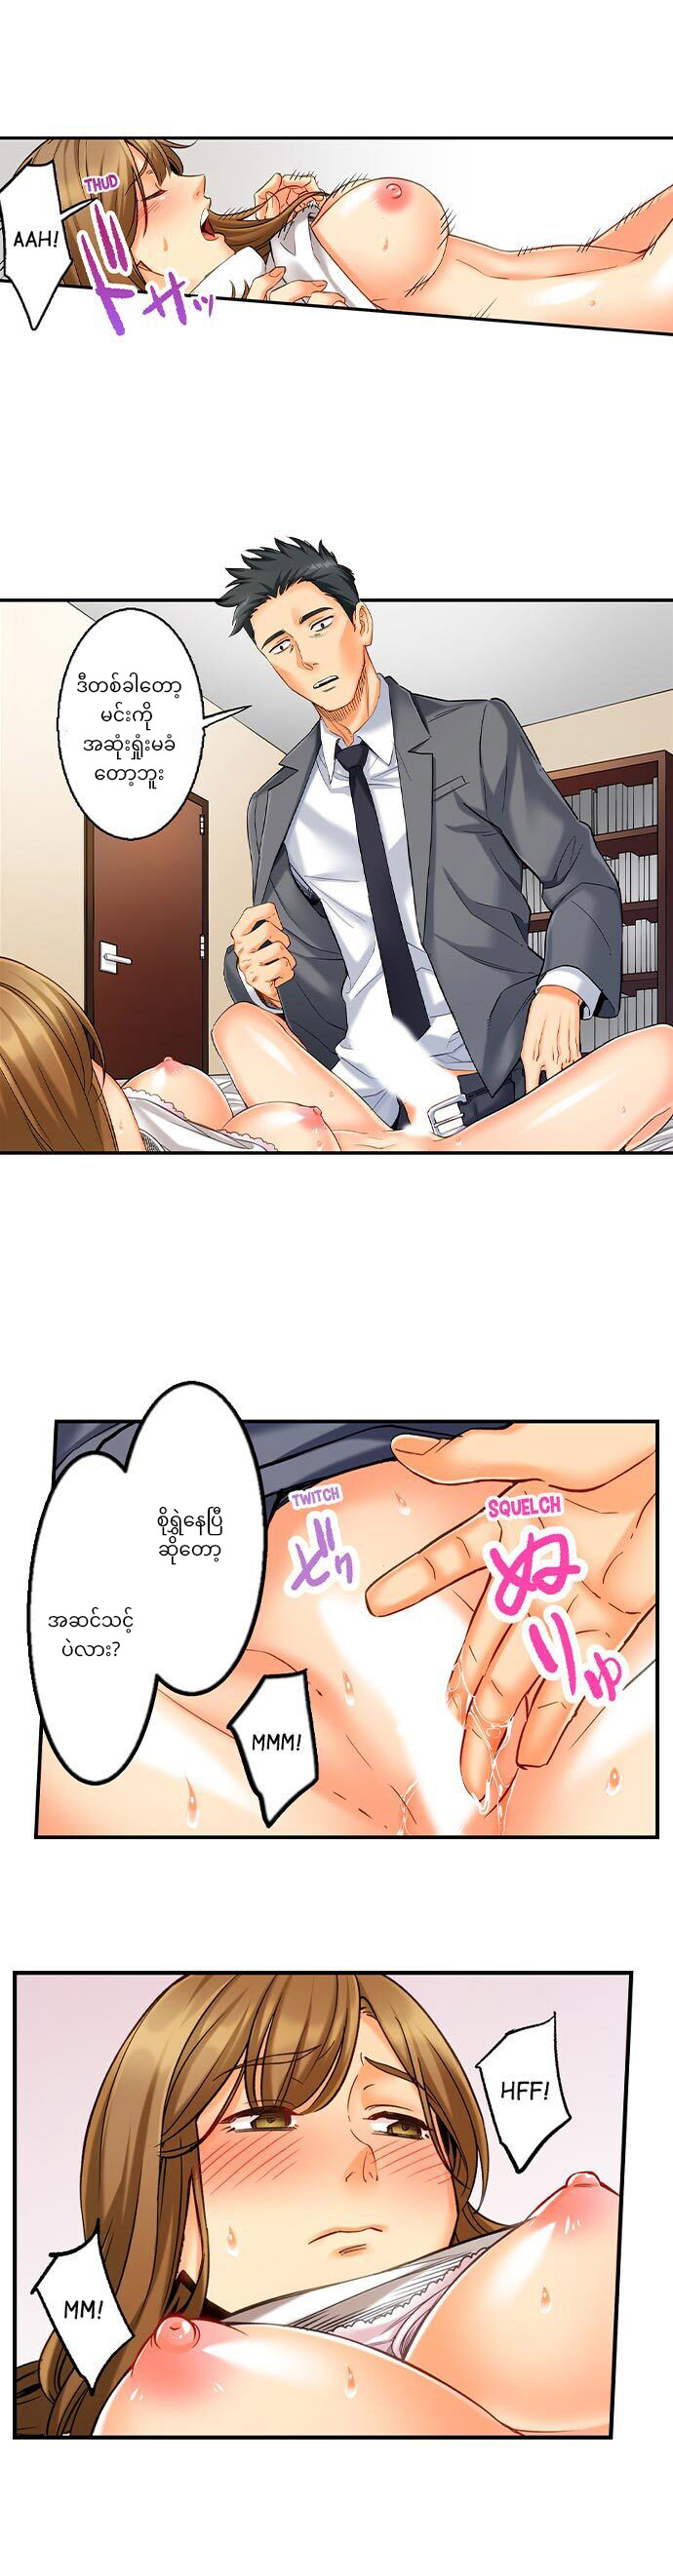 AAH!
THUD
ドサッ
ဒီတစ်ခါတော့
မင်းကို
အဆုံးရှုံးမခံ
တော့ဘူး
စိုရွှဲနေပြီ
ဆိုတော့
TWITCH
ビク
SQUELCH
ぬ
りゅ
အဆင်သင့်
ပဲလား?
MMM!
HFF!
MM!